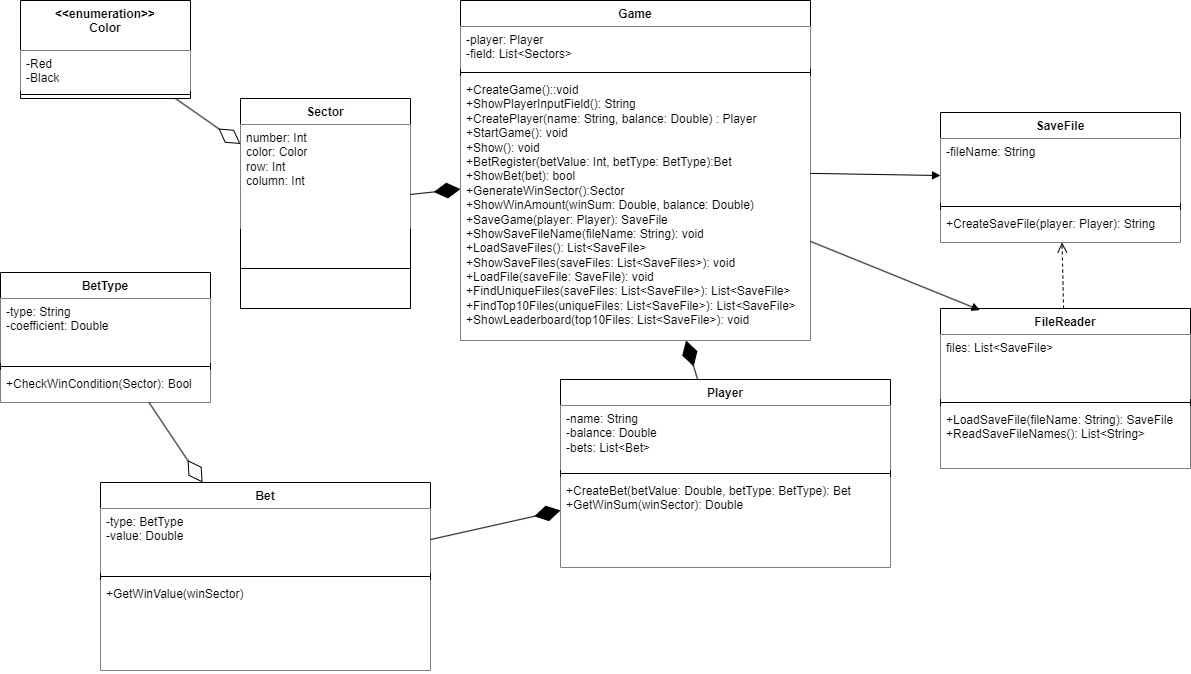 <<enumeration>>
Color
-Red
-Black
Sector
number: Int
color: Color
row: Int
column: Int
Game
-player: Player
-field: List<Sectors>
+CreateGame()::void
+ShowPlayerInputField(): String
+CreatePlayer(name: String, balance: Double) : Player
+StartGame(): void
+Show(): void
+BetRegister(betValue: Int, betType: BetType):Bet
+ShowBet(bet): bool
+GenerateWinSector():Sector
+ShowWinAmount(winSum: Double, balance: Double)
+SaveGame(player: Player): SaveFile
+ShowSaveFileName(fileName: String): void
+LoadSaveFiles(): List<SaveFile>
+ShowSaveFiles(saveFiles: List<SaveFiles>): void
+LoadFile(saveFile: SaveFile): void
+FindUniqueFiles(saveFiles: List<SaveFile>): List<SaveFile>
+FindTop10Files(uniqueFiles: List<SaveFile>): List<SaveFile>
+ShowLeaderboard(top10Files: List<SaveFile>): void
SaveFile
-fileName: String
+CreateSaveFile(player: Player): String
BetType
-type: String
-coefficient: Double
+CheckWinCondition(Sector): Bool
FileReader
files: List<SaveFile>
+LoadSaveFile(fileName: String): SaveFile
+ReadSaveFileNames(): List<String>
Player
-name: String
-balance: Double
-bets: List<Bet>
+CreateBet(betValue: Double, betType: BetType): Bet
+GetWinSum(winSector): Double
Bet
-type: BetType
-value: Double
+GetWinValue(winSector)